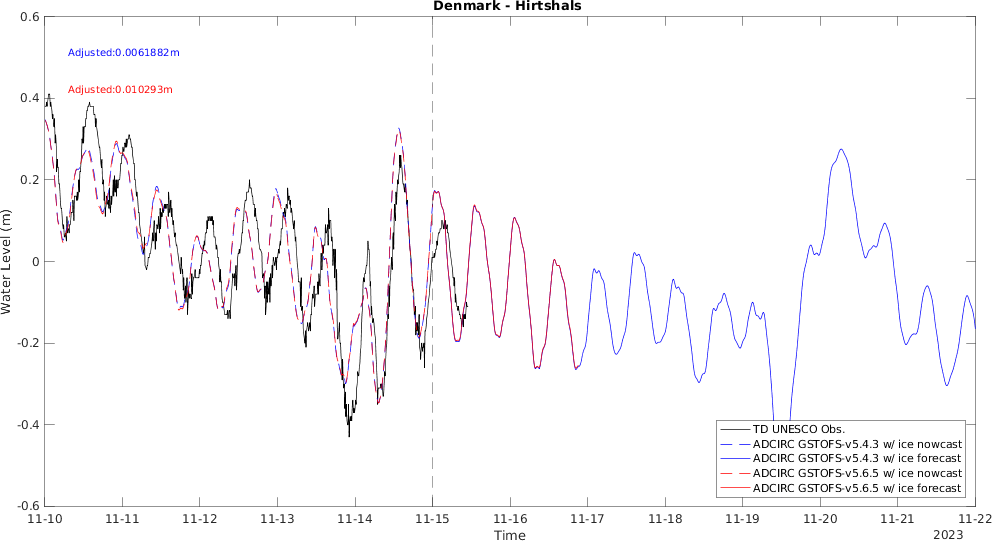 Denmark - Hirtshals
0.6
0.4
0.2
0
-0.2
-0.4
-0.6
Water Level (m)
Adjusted:0.0061882m
Adjusted:0.010293m
TD UNESCO Obs.
ADCIRC GSTOFS-v5.4.3 w/ ice nowcast
ADCIRC GSTOFS-v5.4.3 w/ ice forecast
ADCIRC GSTOFS-v5.6.5 w/ ice nowcast
ADCIRC GSTOFS-v5.6.5 w/ ice forecast
11-10 11-11 11-12 11-13 11-14 11-15 11-16 11-17 11-18 11-19 11-20 11-21 11-22
Time
2023